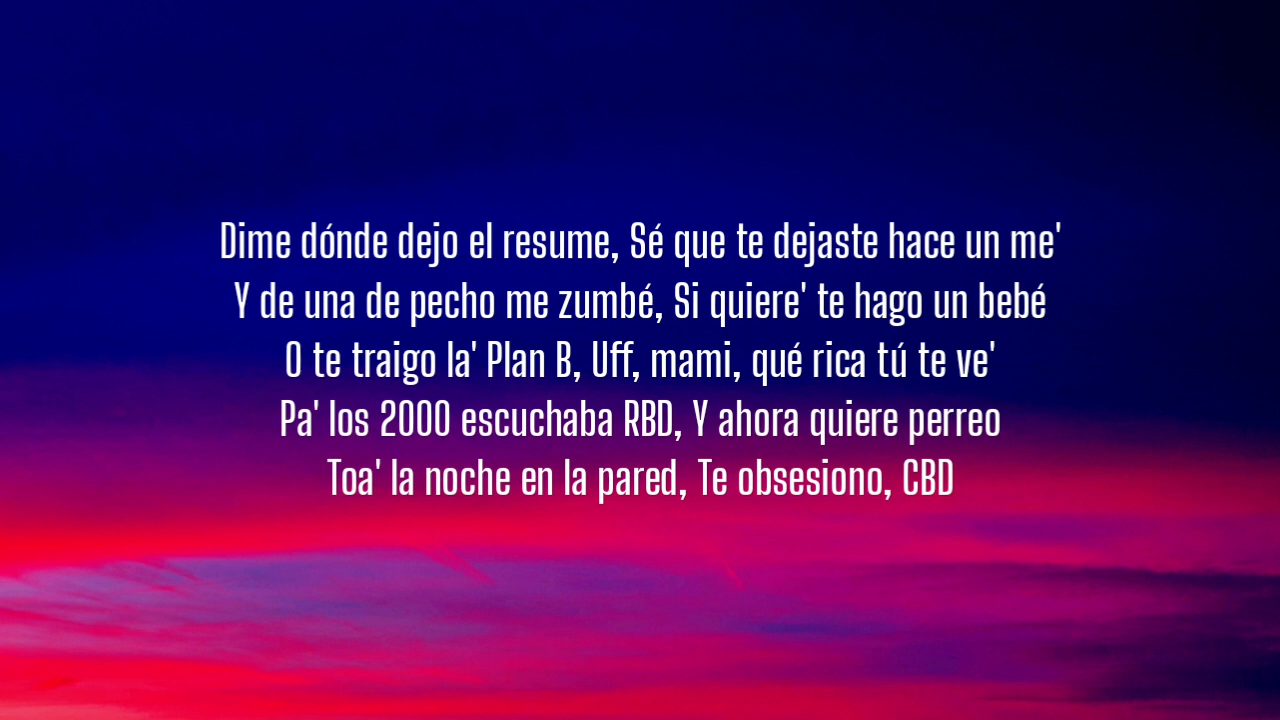 Dime dónde dejo el resume, Sé que te dejaste hace un me'
Y de una de pecho me zumbé, Si quiere' te hago un bebé
O te traigo la' Plan B, Uff, mami, qué rica tú te ve'
Pa' los 2000 escuchaba RBD, Y ahora quiere perreo
Toa' la noche en la pared, Te obsesiono, CBD